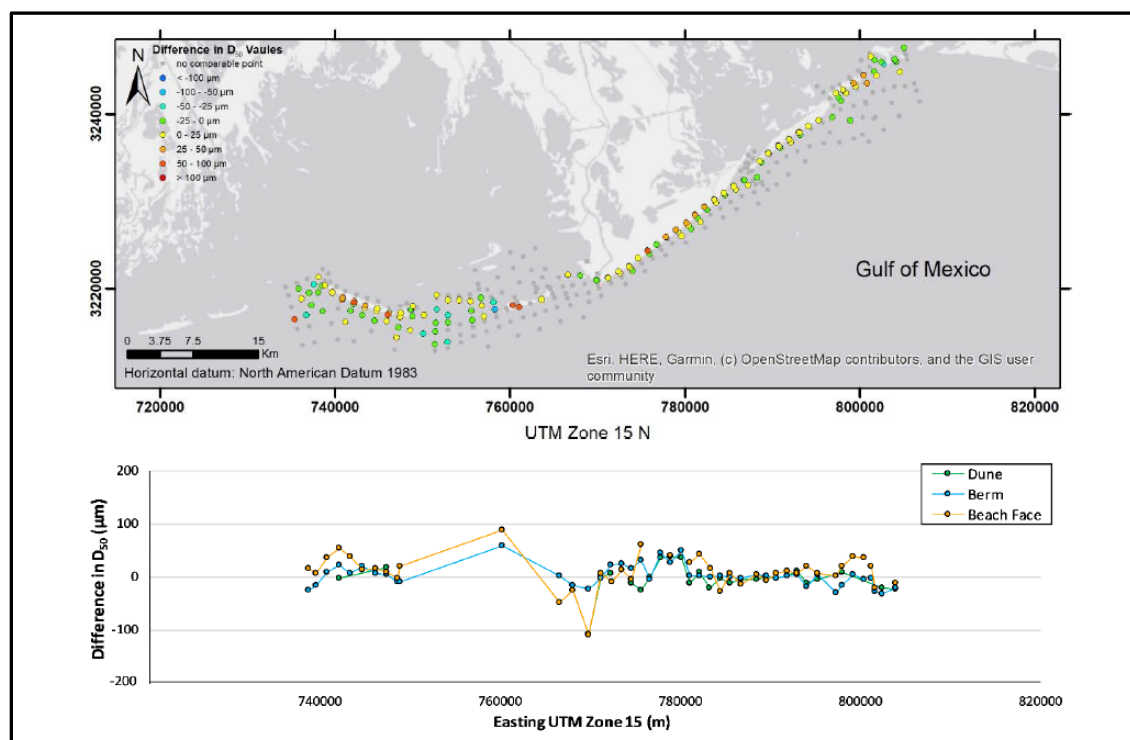 Difference in D50 Vaules
no comparable point
< -100 µm
-100 - -50 µm
-50 - -25 µm
-25 - 0 µm
0 - 25 µm
25 - 50 µm
50 - 100 µm
> 100 µm
N
3240000
3220000
3240000
3220000
Gulf of Mexico
0 3.75 7.5 15
Km
Horizontal datum: North American Datum 1983
Esri, HERE, Garmin, (c) OpenStreetMap contributors, and the GIS user
community
720000 740000 760000 780000 800000 820000
UTM Zone 15 N
Difference in D50 (µm)
200
100
0
-100
-200
Dune
Berm
Beach Face
740000 760000 780000 800000 820000
Easting UTM Zone 15 (m)